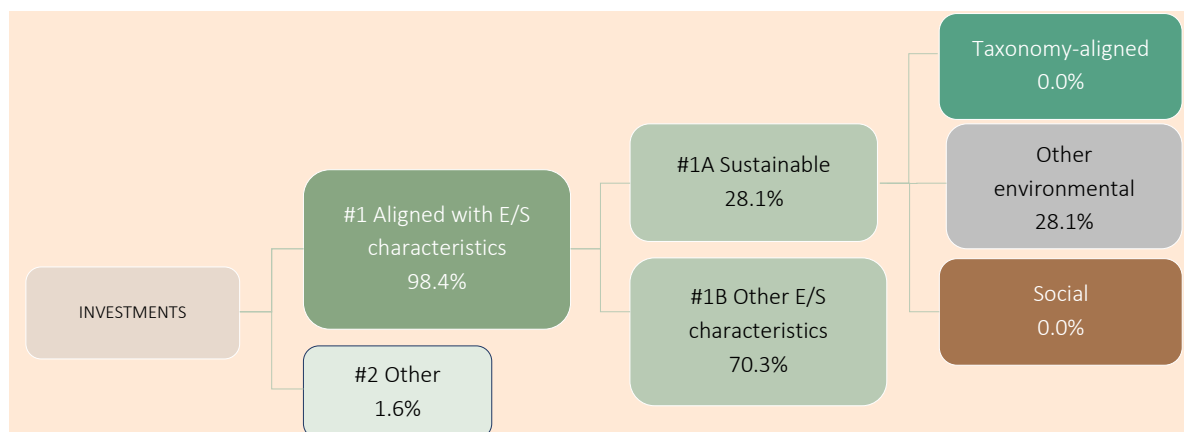 INVESTMENTS
#1 Aligned with E/S
characteristics
98.4%
#2 Other
1.6%
#1A Sustainable
28.1%
#1B Other E/S
characteristics
70.3%
Taxonomy-aligned
0.0%
Other
environmental
28.1%
Social
0.0%